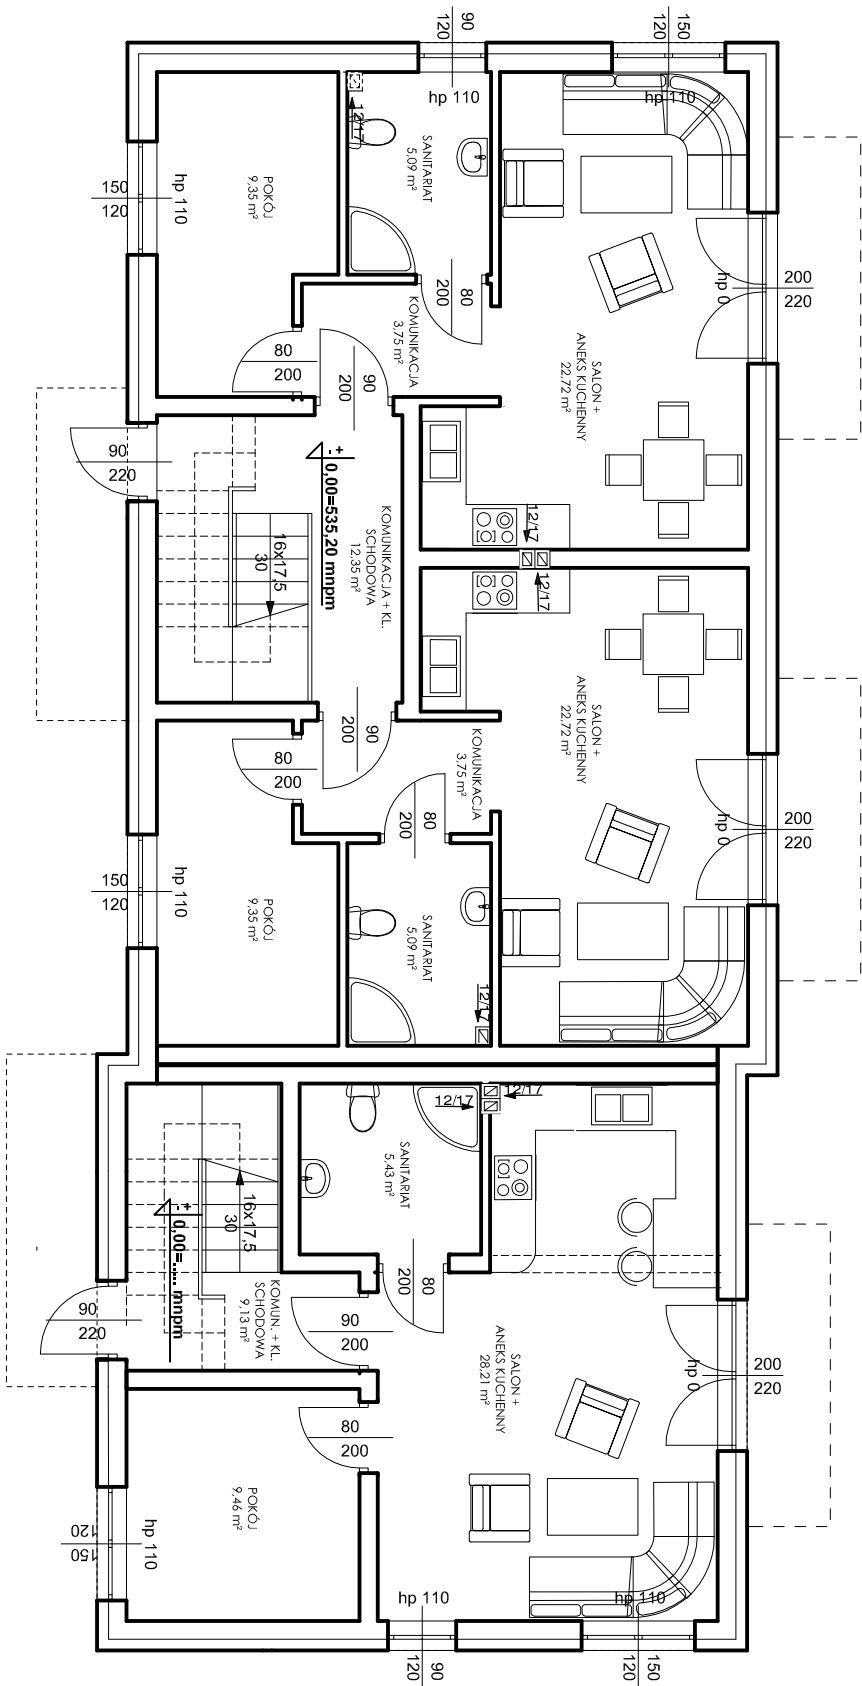 90
120
150
120
hp 110
hp 110
12/17
SANITARIAT
5,09 m²
POKÓJ
9,35 m²
150
120
hp 110
200
220
hp 0
80
200
KOMUNIKACJA
3,75 m²
SALON +
ANEKS KUCHENNY
22,72 m²
80
200
90
200
90
220
+
-
0,00=535,20 mnpm
KOMUNIKACJA + KL.
SCHODOWA
12,35 m²
16x17,5
30
12/17
12/17
SALON +
ANEKS KUCHENNY
22,72 m²
KOMUNIKACJA
3,75 m²
90
200
80
200
80
200
200
220
hp 0
150
120
hp 110
POKÓJ
9,35 m²
SANITARIAT
5,09 m²
12/17
12/17
12/17
SANITARIAT
5,43 m²
16x17,5
30
+
-
0,00=..... mnpm
KOMUN. + KL.
SCHODOWA
9,13 m²
90
220
80
200
90
200
SALON +
ANEKS KUCHENNY
28,21 m²
200
220
hp 0
80
200
POKÓJ
9,46 m²
150
120
hp 110
hp 110
hp 110
90
120
150
120